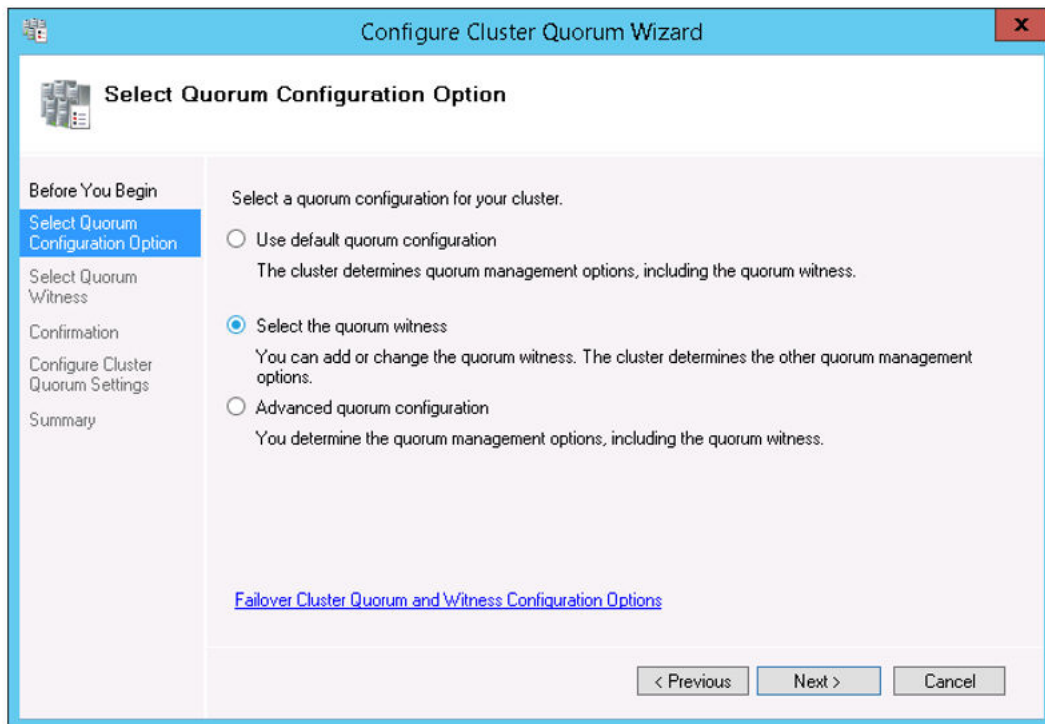 Configure Cluster Quorum Wizard
X
Select Quorum Configuration Option
Before You Begin
Select Quorum
Configuration Option
Select Quorum
Witness
Confirmation
Configure Cluster
Quorum Settings
Summary
Select a quorum configuration for your cluster.
Use default quorum configuration
The cluster determines quorum management options, including the quorum witness.
Select the quorum witness
You can add or change the quorum witness. The cluster determines the other quorum management
options.
Advanced quorum configuration
You determine the quorum management options, including the quorum witness.
Failover Cluster Quorum and Witness Configuration Options
< Previous
Next >
Cancel